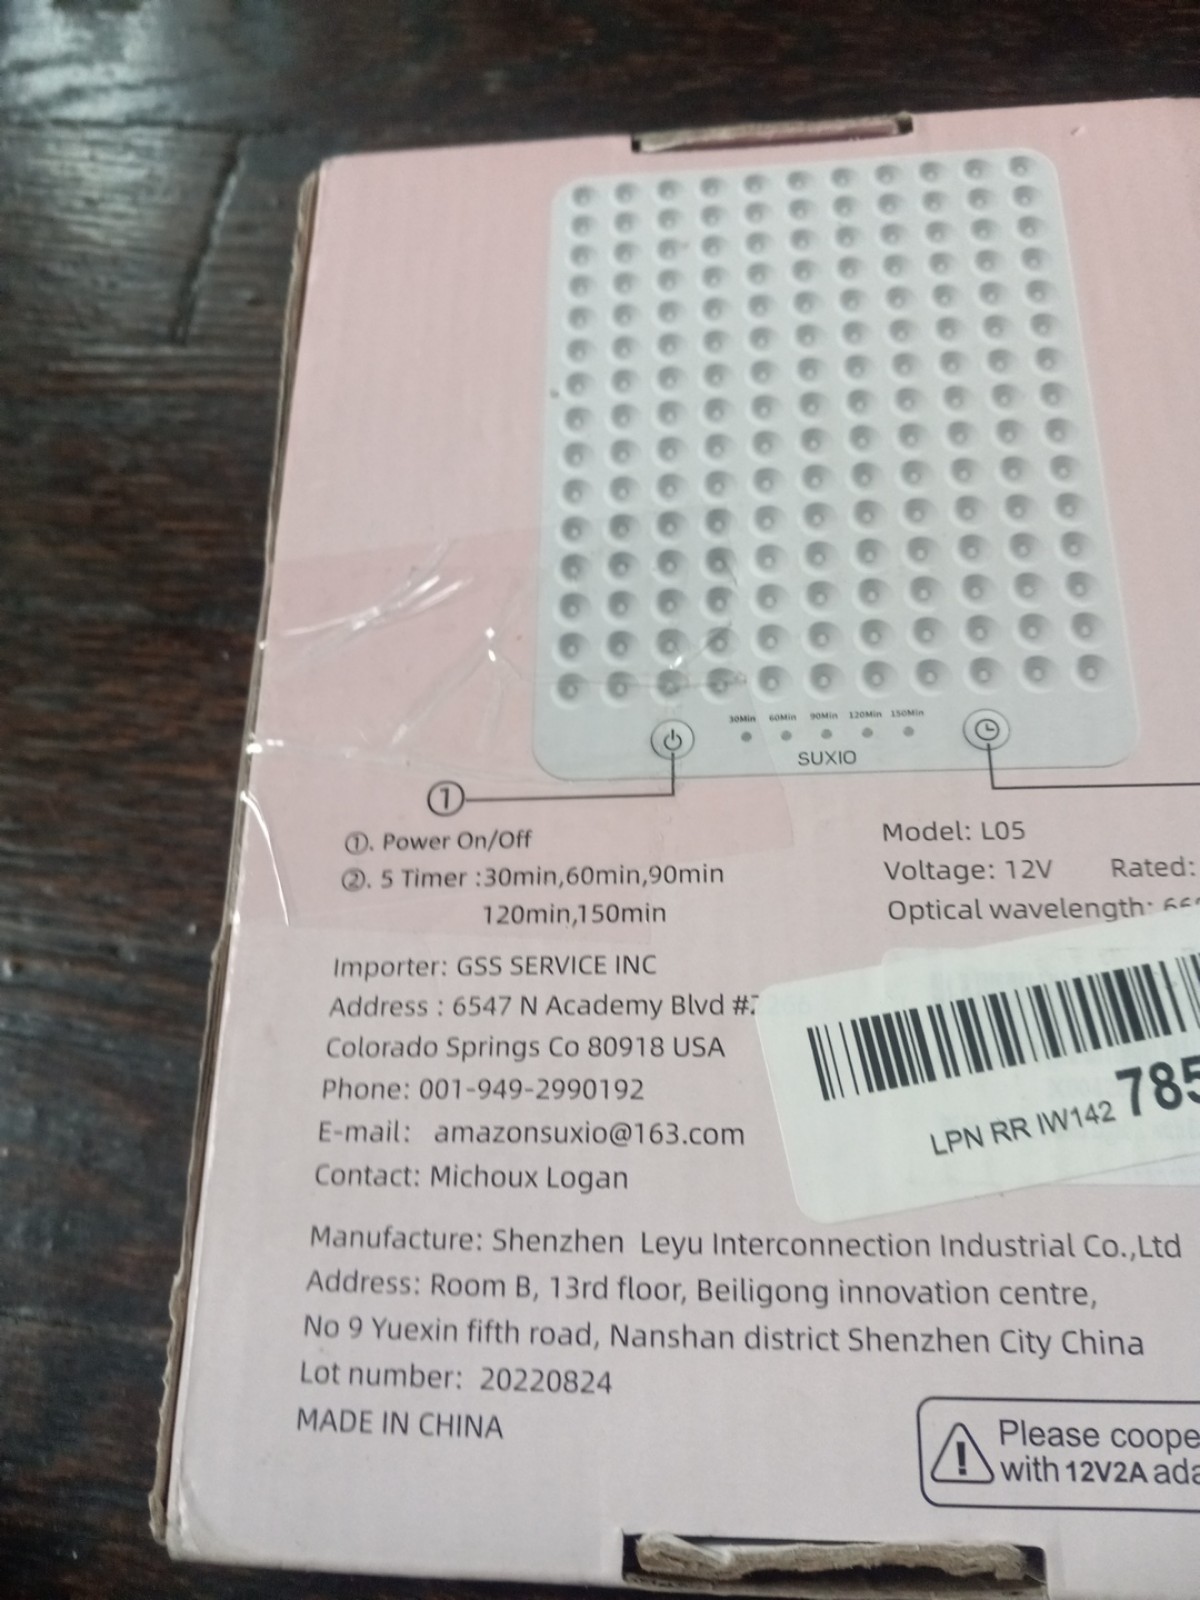 30Min 60Min 90Min 120Min 150Min
SUXIO
①
①. Power On/Off
②. 5 Timer :30min,60min,90min
120min,150min
Model: L05
Voltage: 12V Rated:
Optical wavelength:
Importer: GSS SERVICE INC
Address : 6547 N Academy Blvd
Colorado Springs Co 80918 USA
Phone: 001-949-2990192
E-mail: amazonsuxio@163.com
Contact: Michoux Logan
LPN RR IW142 785
Manufacture: Shenzhen Leyu Interconnection Industrial Co.,Ltd
Address: Room B, 13rd floor, Beiligong innovation centre,
No 9 Yuexin fifth road, Nanshan district Shenzhen City China
Lot number: 20220824
MADE IN CHINA
Please coope
with 12V2A ada